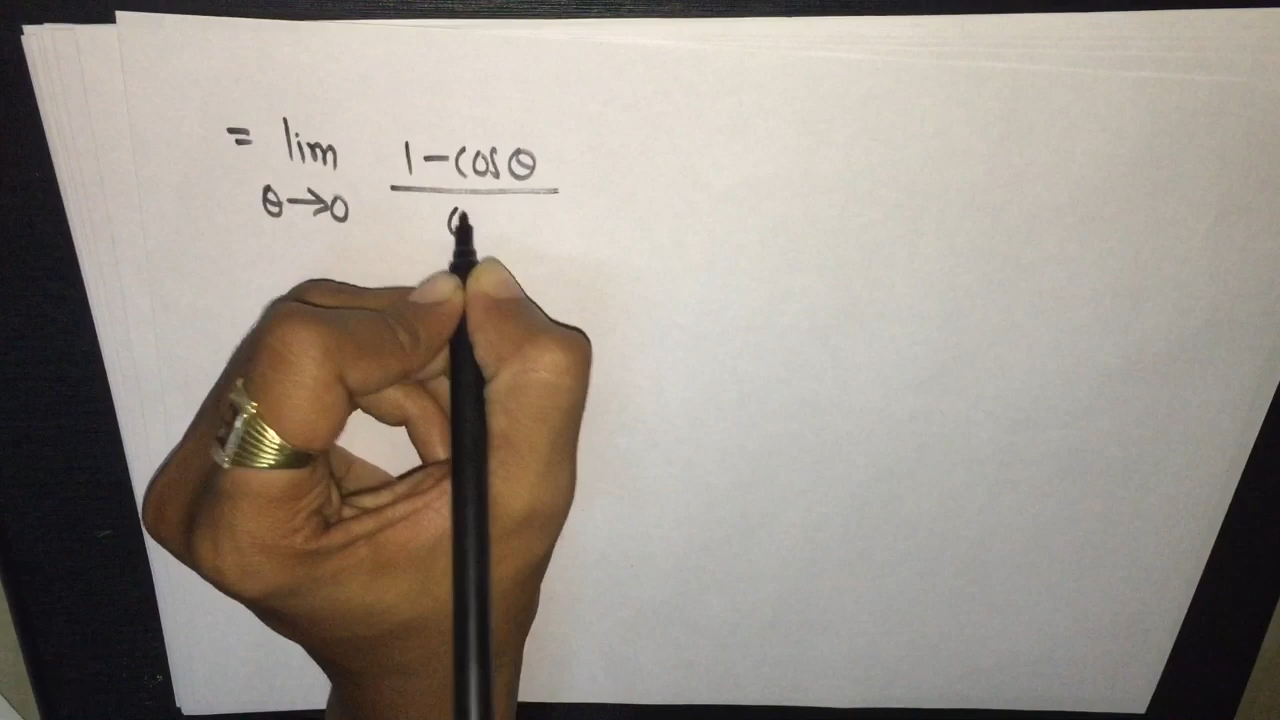 = lim 1-cosθ
θ→0